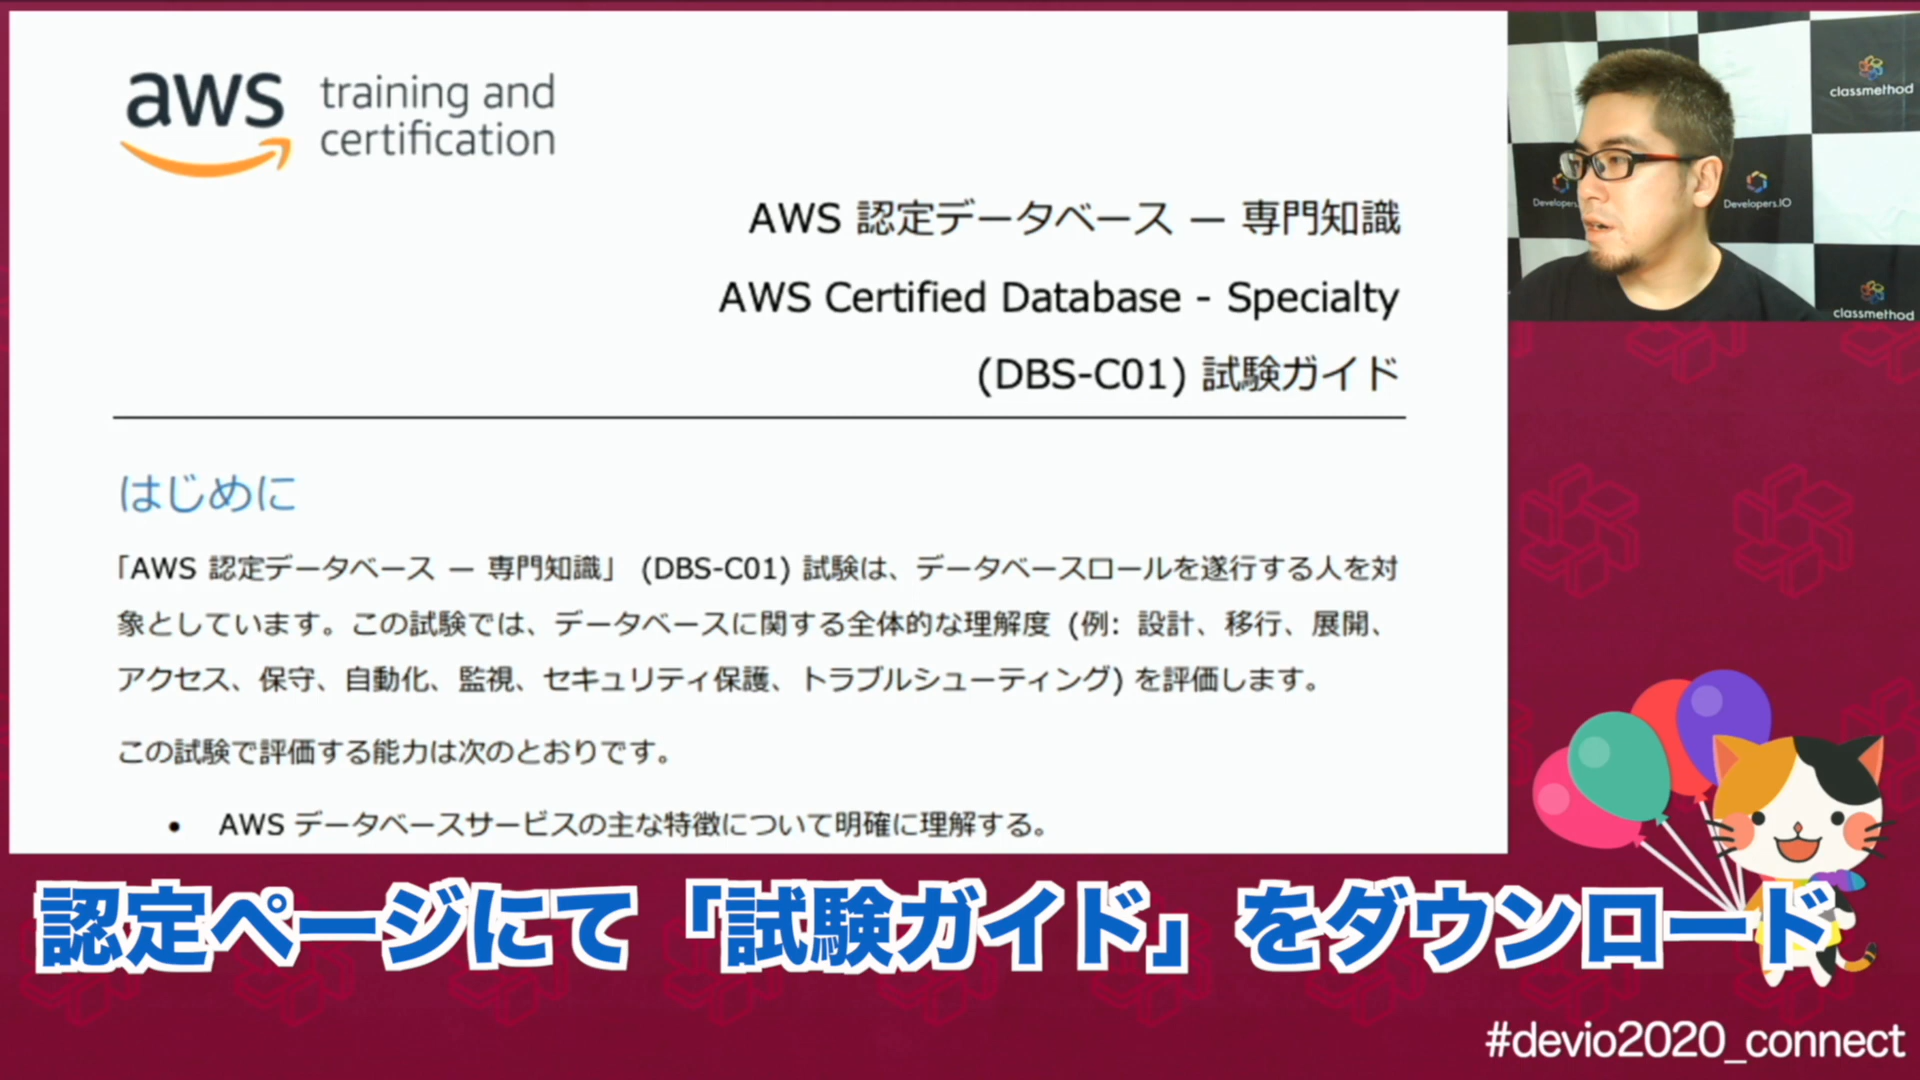 aws training and
certification
AWS 認定データベース — 専門知識
AWS Certified Database - Specialty
(DBS-C01) 試験ガイド
はじめに
「AWS 認定データベース — 専門知識」 (DBS-C01) 試験は、データベースロールを遂行する人を対
象としています。この試験では、データベースに関する全体的な理解度 (例: 設計、移行、展開、
アクセス、保守、自動化、監視、セキュリティ保護、トラブルシューティング) を評価します。
この試験で評価する能力は次のとおりです。
• AWS データベースサービスの主な特徴について明確に理解する。
classmethod
Developers.
Developers.IO
classmethod
認定ページにて「試験ガイド」をダウンロード
#devio2020_connect